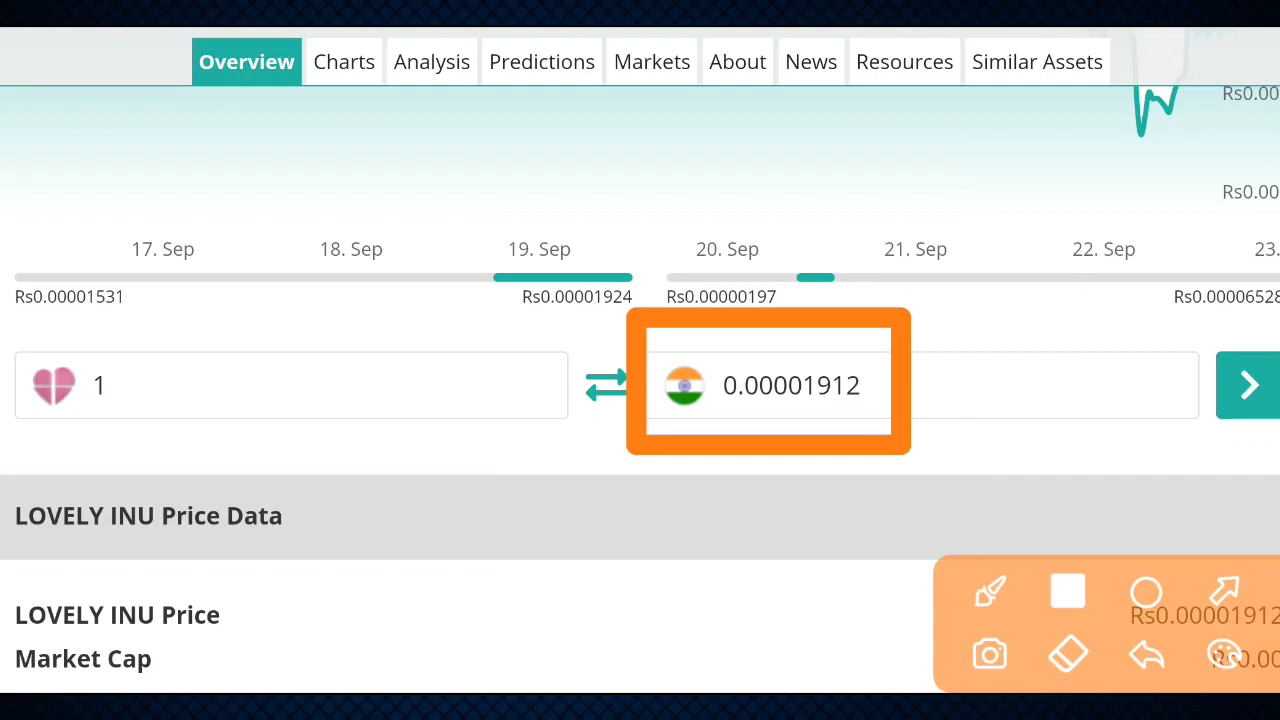 Overview Charts Analysis Predictions Markets About News Resources Similar Assets
Rs0.00
Rs0.00
17. Sep 18. Sep 19. Sep 20. Sep 21. Sep 22. Sep 23.
Rs0.00001531 Rs0.00001924 Rs0.00000197 Rs0.00006528
1 0.00001912
LOVELY INU Price Data
LOVELY INU Price Rs0.00001912
Market Cap Rs0.00